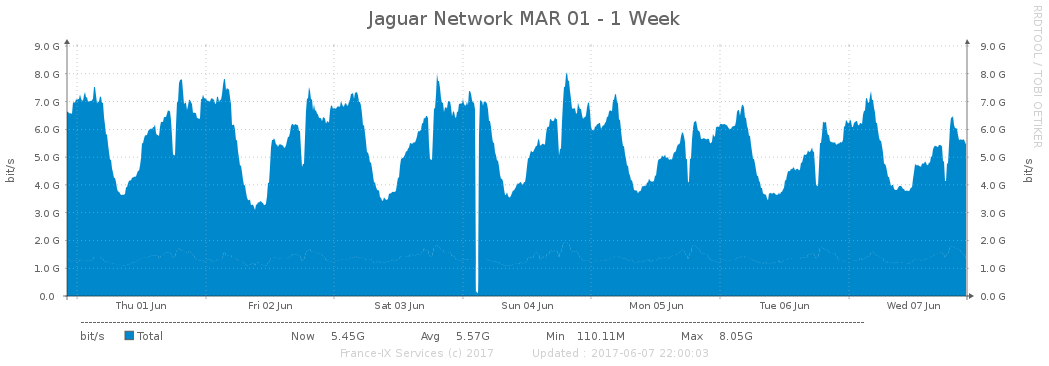 Jaguar Network MAR 01 - 1 Week
RRDTOOL / TOBI OETIKER
9.0 G 9.0 G
8.0 G 8.0 G
7.0 G 7.0 G
6.0 G 6.0 G
5.0 G 5.0 G
4.0 G 4.0 G
3.0 G 3.0 G
2.0 G 2.0 G
1.0 G 1.0 G
0.0 0.0 G
bit/s bit/s
Thu 01 Jun Fri 02 Jun Sat 03 Jun Sun 04 Jun Mon 05 Jun Tue 06 Jun Wed 07 Jun
bit/s Total Now 5.45G Avg 5.57G Min 110.11M Max 8.05G
France-IX Services (c) 2017 Updated : 2017-06-07 22:00:03